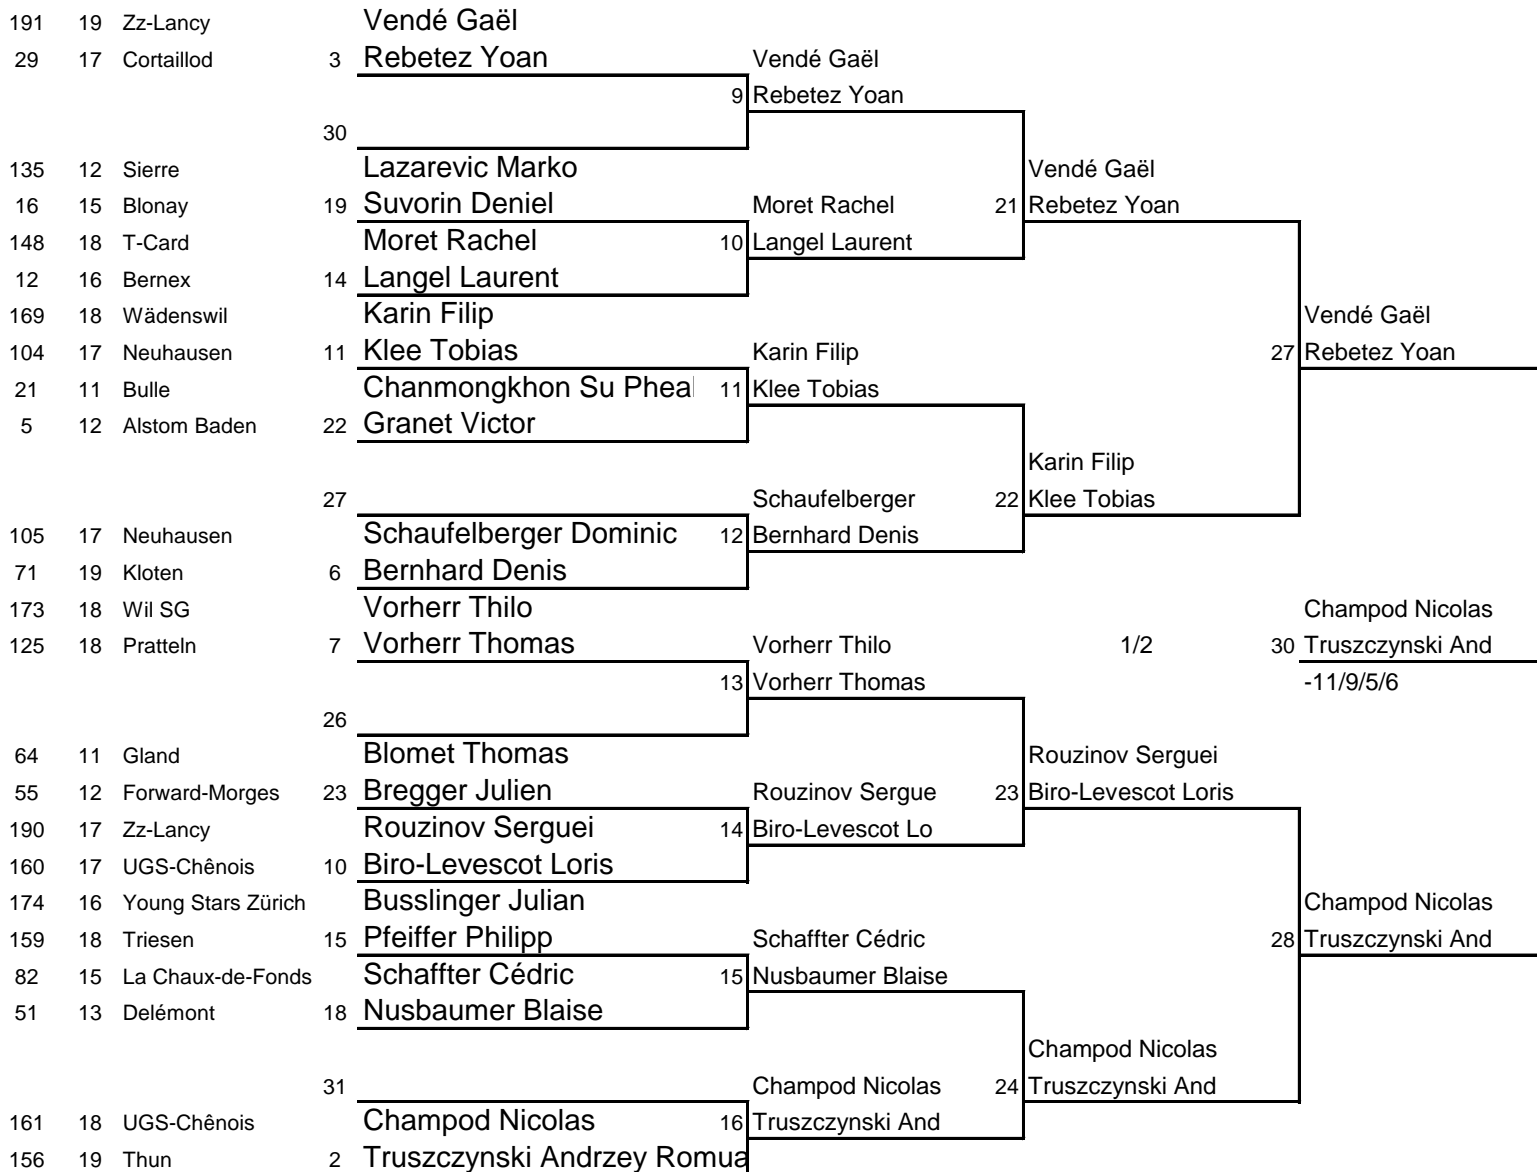 191 19 Zz-Lancy Vendé Gaël
29 17 Cortaillod 3 Rebetez Yoan Vendé Gaël
9 Rebetez Yoan
30
135 12 Sierre Lazarevic Marko Vendé Gaël
16 15 Blonay 19 Suvorin Deniel Moret Rachel 21 Rebetez Yoan
148 18 T-Card Moret Rachel 10 Langel Laurent
12 16 Bernex 14 Langel Laurent
169 18 Wädenswil Karin Filip Vendé Gaël
104 17 Neuhausen 11 Klee Tobias Karin Filip 27 Rebetez Yoan
21 11 Bulle Chanmongkhon Su Pheal 11 Klee Tobias
5 12 Alstom Baden 22 Granet Victor
Karin Filip
27 Schaufelberger 22 Klee Tobias
105 17 Neuhausen Schaufelberger Dominic 12 Bernhard Denis
71 19 Kloten 6 Bernhard Denis
173 18 Wil SG Vorherr Thilo Champod Nicolas
125 18 Pratteln 7 Vorherr Thomas Vorherr Thilo 1/2 30 Truszczynski And
13 Vorherr Thomas -11/9/5/6
26
64 11 Gland Blomet Thomas Rouzinov Serguei
55 12 Forward-Morges 23 Bregger Julien Rouzinov Sergue 23 Biro-Levescot Loris
190 17 Zz-Lancy Rouzinov Serguei 14 Biro-Levescot Lo
160 17 UGS-Chênois 10 Biro-Levescot Loris
174 16 Young Stars Zürich Busslinger Julian Champod Nicolas
159 18 Triesen 15 Pfeiffer Philipp Schaffter Cédric 28 Truszczynski And
82 15 La Chaux-de-Fonds Schaffter Cédric 15 Nusbaumer Blaise
51 13 Delémont 18 Nusbaumer Blaise
Champod Nicolas
31 Champod Nicolas 24 Truszczynski And
161 18 UGS-Chênois Champod Nicolas 16 Truszczynski And
156 19 Thun 2 Truszczynski Andrzey Romua